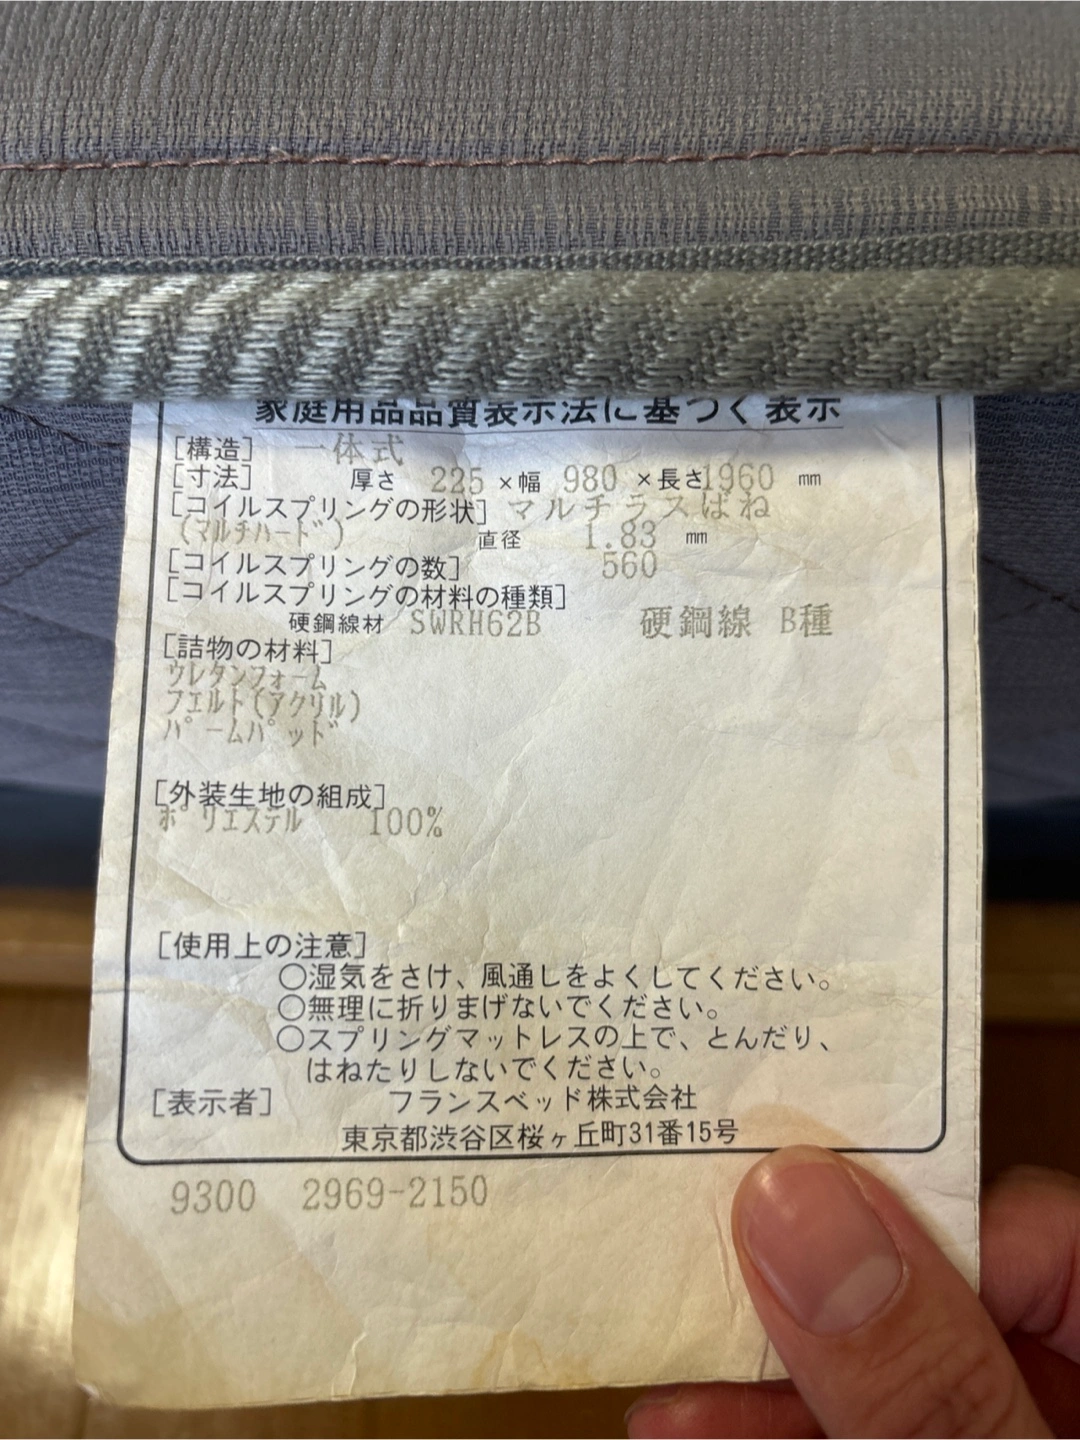 家庭用品品質表示法に基づく表示
[構造] 一体式
[寸法] 厚さ 225 ×幅 980 ×長さ1960 mm
[コイルスプリングの形状] マルチラスばね
(マルチハード) 直径 1.83 mm
[コイルスプリングの数] 560
[コイルスプリングの材料の種類]
硬鋼線材 SWRH62B 硬鋼線 B種
[詰物の材料]
ウレタンフォーム
フェルト(アクリル)
パームパッド
[外装生地の組成]
ポリエステル 100%
[使用上の注意]
○湿気をさけ、風通しをよくしてください。
○無理に折りまげないでください。
○スプリングマットレスの上で、とんだり、
はねたりしないでください。
[表示者] フランスベッド株式会社
東京都渋谷区桜ヶ丘町31番15号
9300 2969-2150